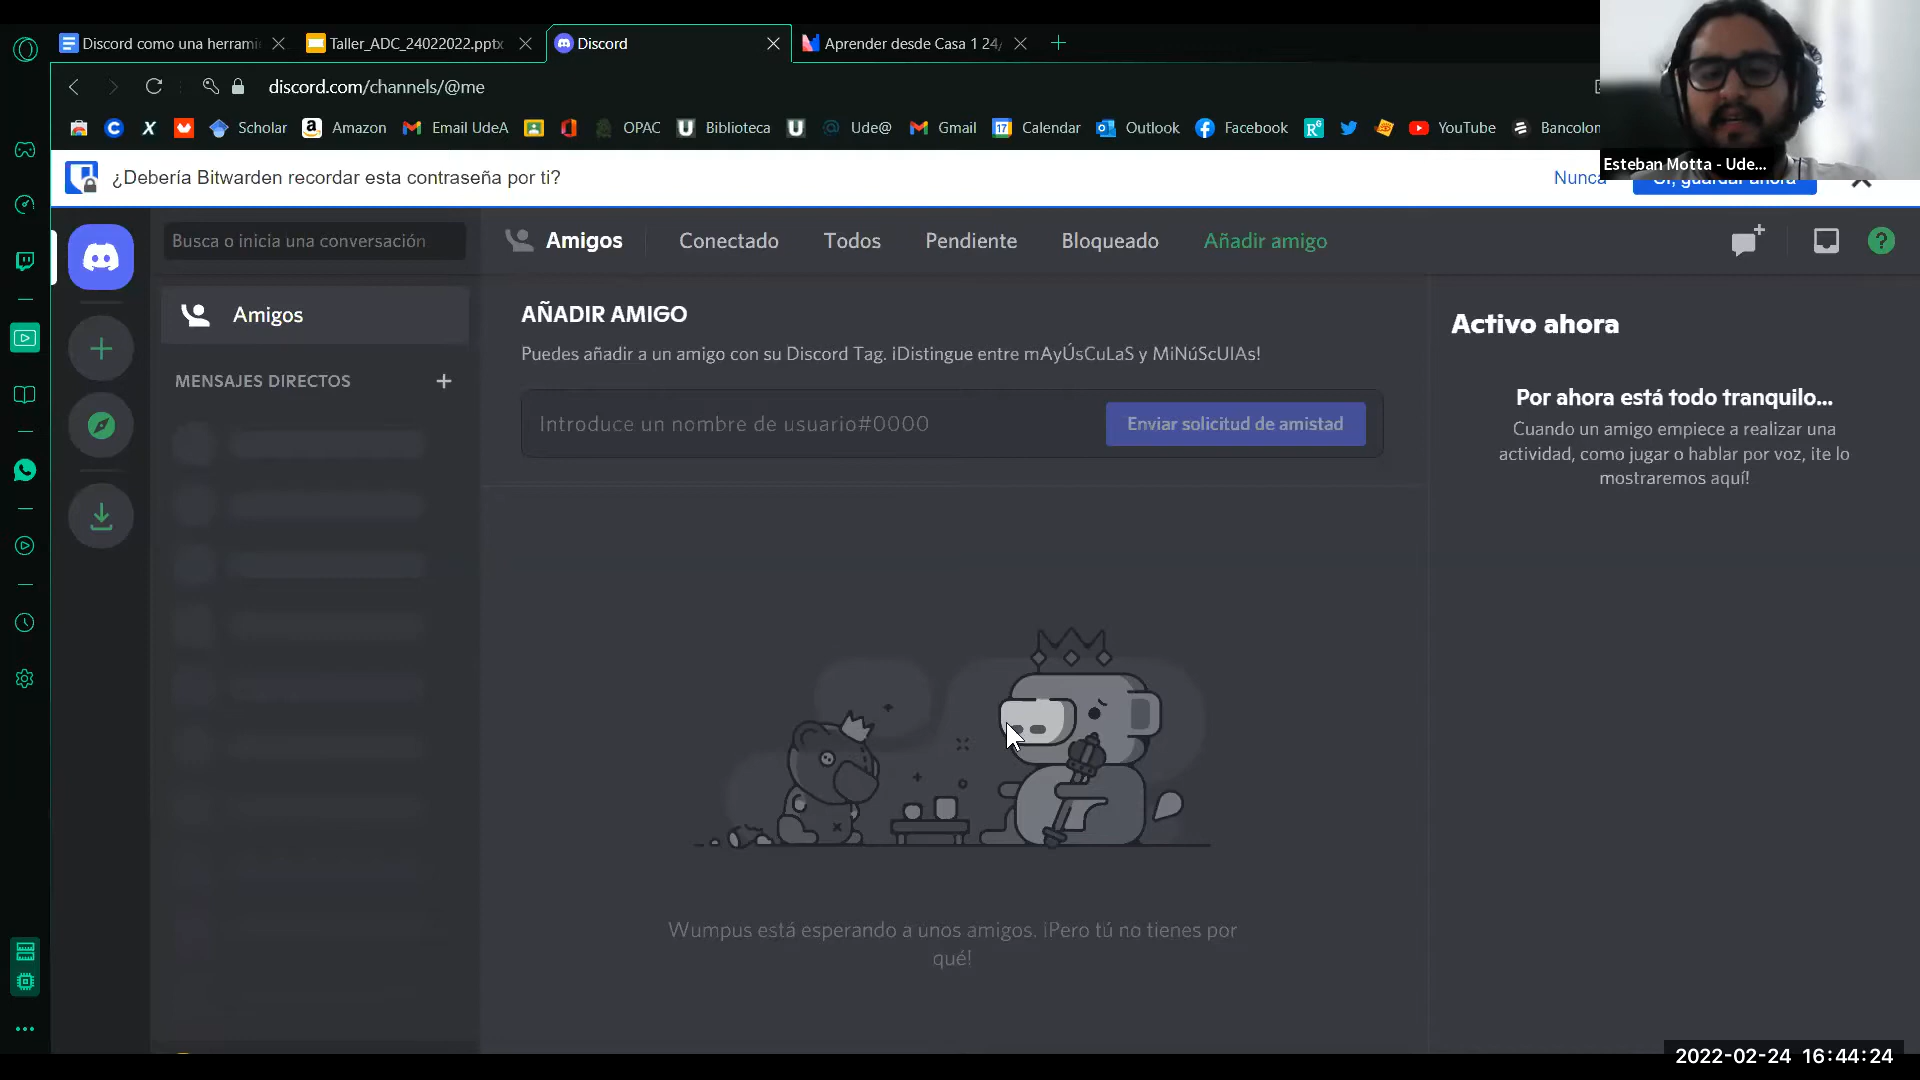 Discord como una herrami
Taller_ADC_24022022.pptx
Discord
Aprender desde Casa 1 24/
discord.com/channels/@me
Scholar
Amazon
Email UdeA
OPAC
Biblioteca
Ude@
Gmail
Calendar
Outlook
Facebook
YouTube
Bancolon
¿Debería Bitwarden recordar esta contraseña por ti?
Nunca
Esteban Motta - Ude...
Busca o inicia una conversación
Amigos
Conectado
Todos
Pendiente
Bloqueado
Añadir amigo
Amigos
MENSAJES DIRECTOS
AÑADIR AMIGO
Puedes añadir a un amigo con su Discord Tag. ¡Distingue entre mAyÚsCuLaS y MiNúScUlAs!
Introduce un nombre de usuario#0000
Enviar solicitud de amistad
Wumpus está esperando a unos amigos. ¡Pero tú no tienes por
qué!
Activo ahora
Por ahora está todo tranquilo...
Cuando un amigo empiece a realizar una
actividad, como jugar o hablar por voz, ¡te lo
mostraremos aquí!
2022-02-24 16:44:24